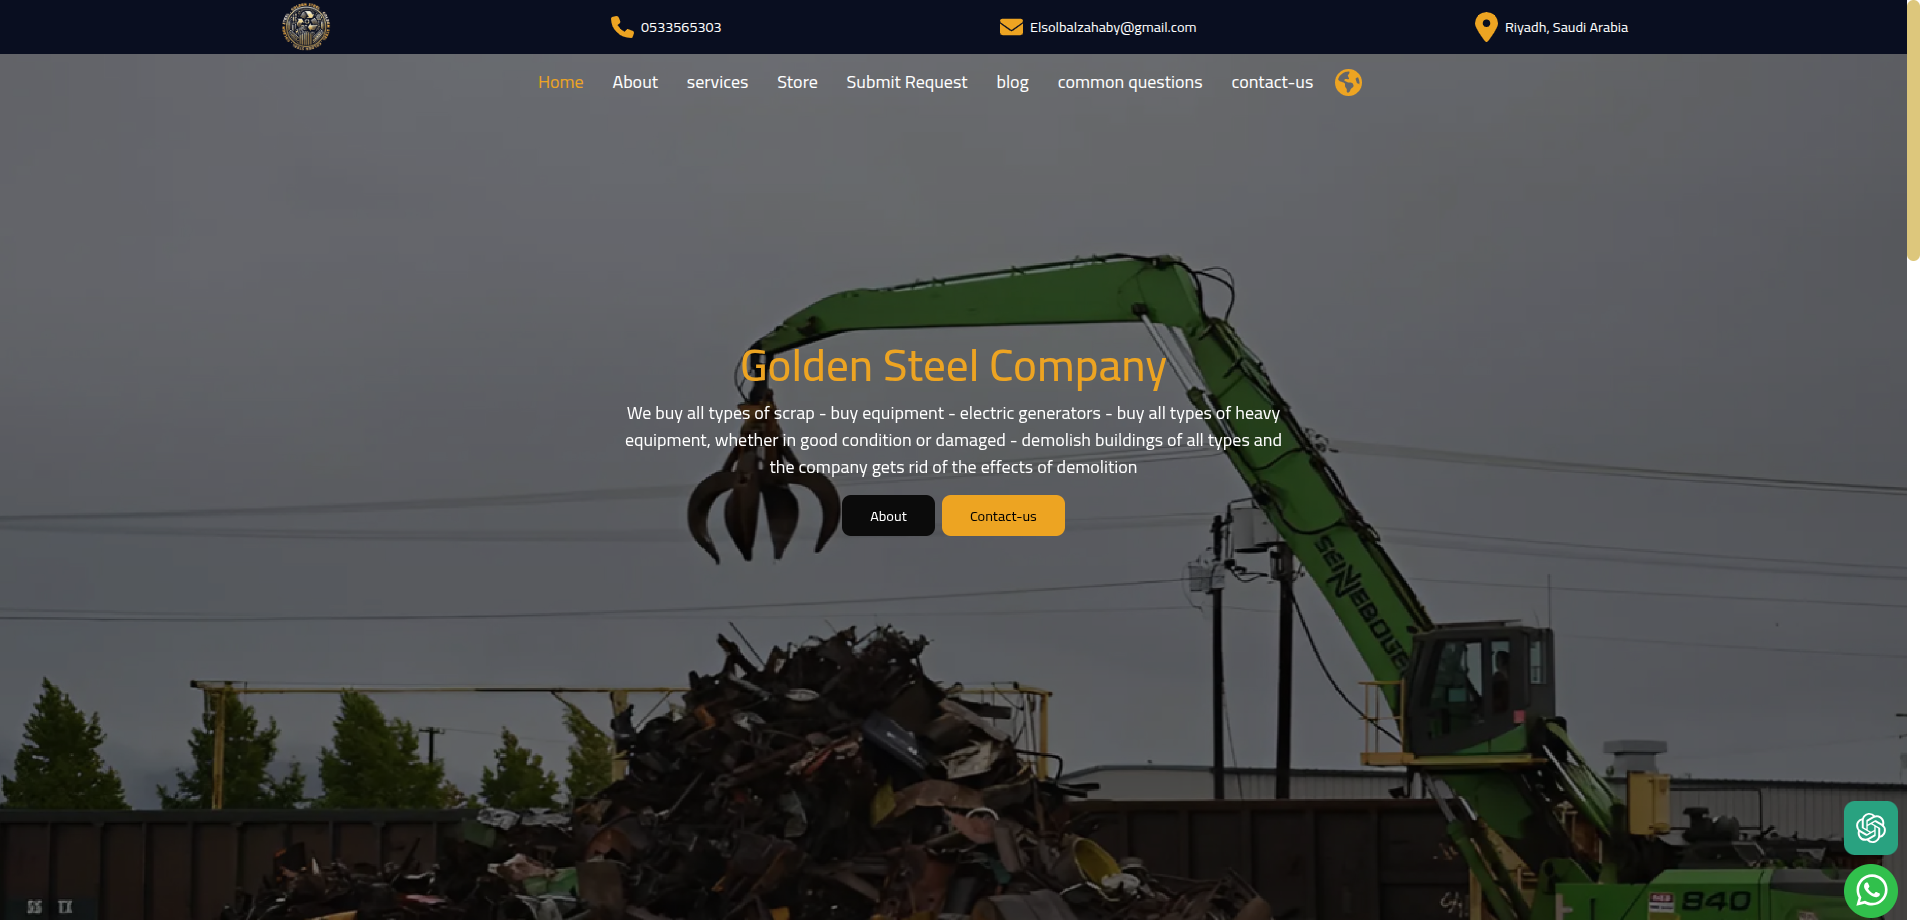 0533565303
Elsolbalzahaby@gmail.com
Riyadh, Saudi Arabia
Home
About
services
Store
Submit Request
blog
common questions
contact-us
Golden Steel Company
We buy all types of scrap - buy equipment - electric generators - buy all types of heavy
equipment, whether in good condition or damaged - demolish buildings of all types and
the company gets rid of the effects of demolition
About
Contact-us
SENNEBOGEN
840